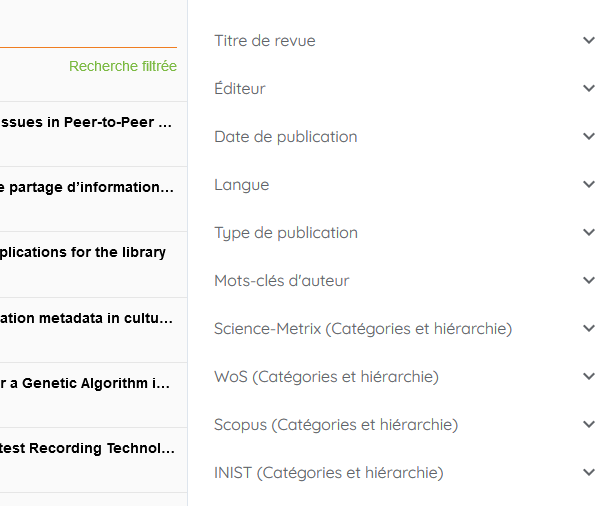 Recherche filtrée
ssues in Peer-to-Peer ...
e partage d'information...
plications for the library
ation metadata in cultu...
r a Genetic Algorithm i...
test Recording Technol...
Titre de revue
Éditeur
Date de publication
Langue
Type de publication
Mots-clés d'auteur
Science-Metrix (Catégories et hiérarchie)
WoS (Catégories et hiérarchie)
Scopus (Catégories et hiérarchie)
INIST (Catégories et hiérarchie)